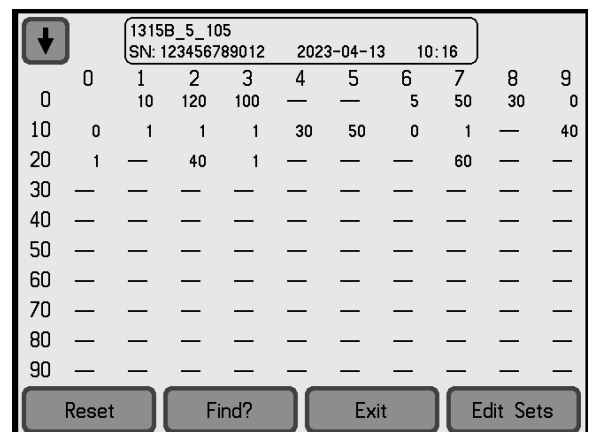 1315B_5_105
SN: 123456789012 2023-04-13 10:16
0 1 2 3 4 5 6 7 8 9
0 10 120 100 — — 5 50 30 0
10 0 1 1 1 30 50 0 1 — 40
20 1 — 40 1 — — — 60 — —
30 — — — — — — — — — —
40 — — — — — — — — — —
50 — — — — — — — — — —
60 — — — — — — — — — —
70 — — — — — — — — — —
80 — — — — — — — — — —
90 — — — — — — — — — —
Reset Find? Exit Edit Sets